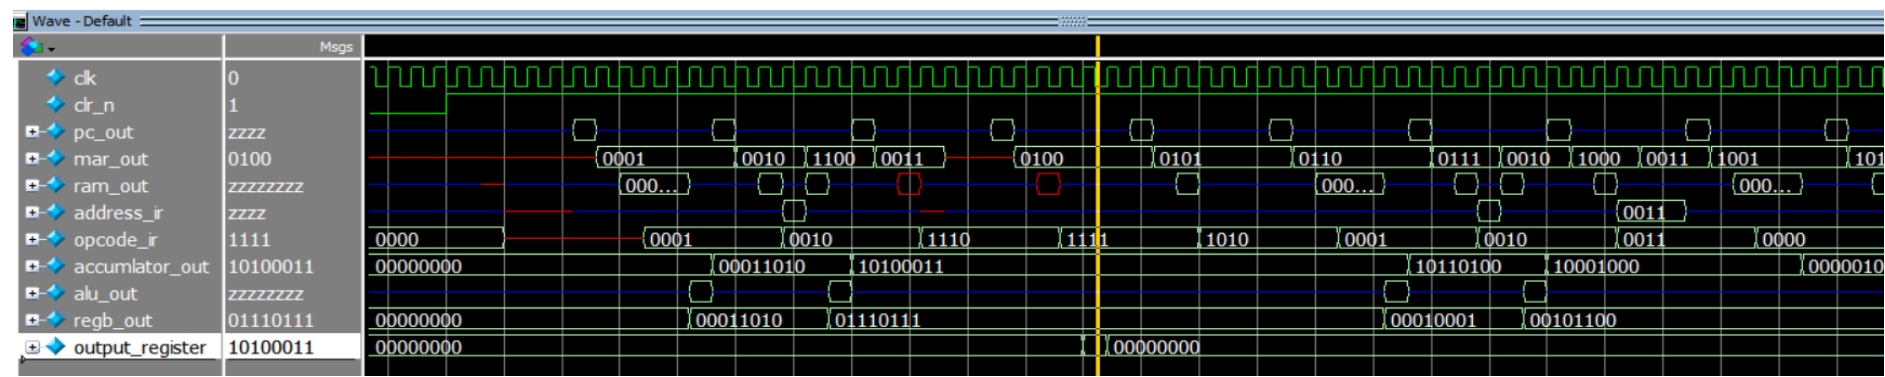 Wave - Default
Msgs
clk 0
clr_n 1
pc_out zzzz
mar_out 0100 0001 0010 1100 0011 0100 0101 0110 0111 0010 1000 0011 1001 101
ram_out zzzzzzzz 000... 000... 000...
address_ir zzzz 0011
opcode_ir 1111 0000 0001 0010 1110 1111 1010 0001 0010 0011 0000
accumlator_out 10100011 00000000 00011010 10100011 10110100 10001000 0000010
alu_out zzzzzzzz
regb_out 01110111 00000000 00011010 01110111 00010001 00101100
output_register 10100011 00000000 00000000